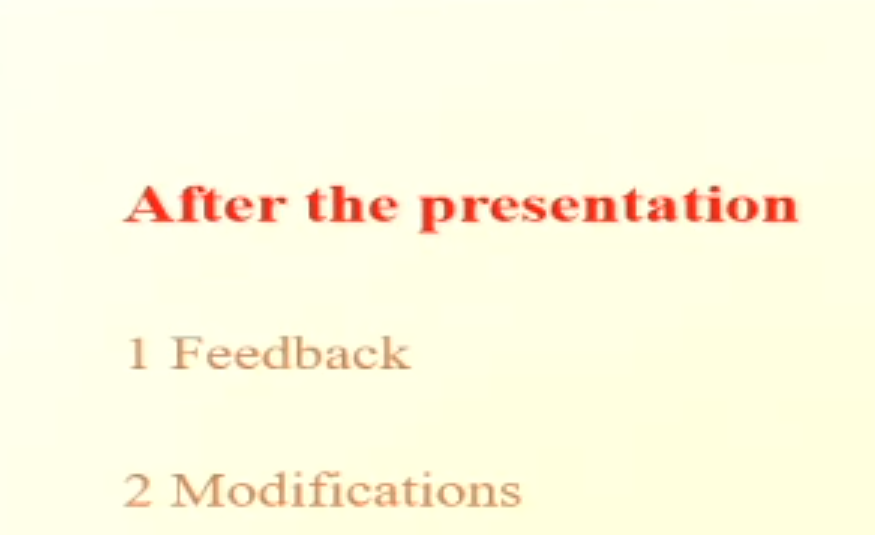 After the presentation
1 Feedback
2 Modifications